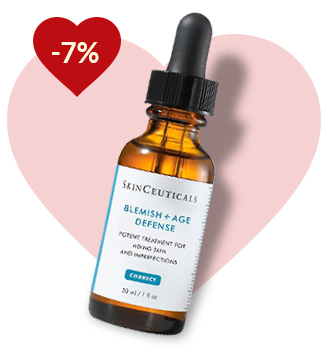 -7%
SKINCEUTICALS
BLEMISH + AGE
DEFENSE
POTENT TREATMENT FOR
AGING SKIN
AND IMPERFECTIONS
CORRECT
30 ml / 1 fl oz